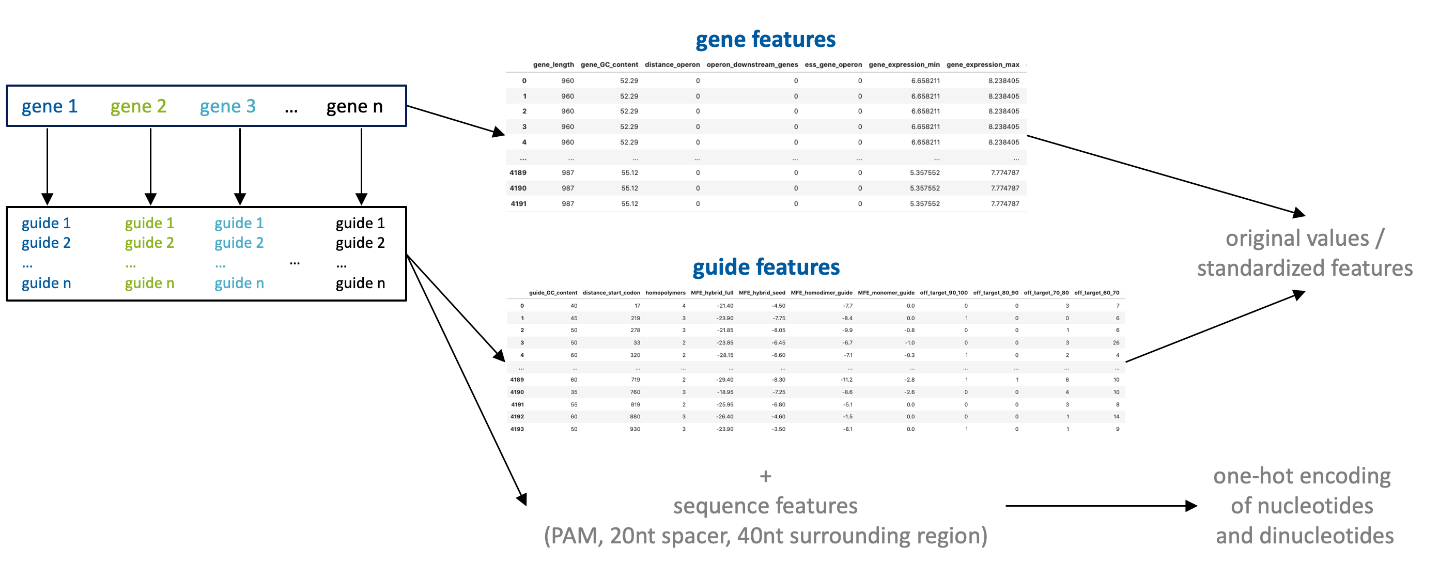 gene features
gene_length gene_GC_content distance_operon operon_downstream_genes ess_gene_operon gene_expression_min gene_expression_max
0 960 52.29 0 0 0 6.658211 8.238405
1 960 52.29 0 0 0 6.658211 8.238405
2 960 52.29 0 0 0 6.658211 8.238405
3 960 52.29 0 0 0 6.658211 8.238405
4 960 52.29 0 0 0 6.658211 8.238405
... ... ... ... ... ... ... ...
4189 987 55.12 0 0 0 5.357552 7.774787
4190 987 55.12 0 0 0 5.357552 7.774787
4191 987 55.12 0 0 0 5.357552 7.774787
gene 1 gene 2 gene 3 ... gene n
guide 1 guide 1 guide 1 guide 1
guide 2 guide 2 guide 2 guide 2
... ... ... ... ...
guide n guide n guide n guide n
guide features
guide_GC_content distance_start_codon homopolymers MFE_hybrid_full MFE_hybrid_seed MFE_homodimer_guide MFE_monomer_guide off_target_90_100 off_target_80_90 off_target_70_80 off_target_60_70
0 40 17 4 -21.40 -4.50 -7.7 0.0 0 0 3 7
1 45 219 3 -23.90 -7.75 -8.4 0.0 1 0 0 6
2 50 278 3 -21.85 -8.05 -9.9 -0.8 0 0 1 6
3 50 33 2 -23.85 -6.45 -6.7 -1.0 0 0 3 26
4 60 320 2 -28.15 -6.60 -7.1 -0.3 1 0 2 4
... ... ... ... ... ... ... ... ... ... ... ...
4189 60 719 2 -29.40 -8.30 -11.2 -2.8 1 1 6 10
4190 35 760 3 -18.95 -7.25 -8.6 -2.6 0 0 4 10
4191 55 819 2 -25.95 -6.80 -5.1 0.0 0 0 3 8
4192 60 880 3 -26.40 -4.60 -1.5 0.0 0 0 1 14
4193 50 930 3 -23.90 -3.50 -8.1 0.0 1 0 1 9
original values /
standardized features
+
sequence features
(PAM, 20nt spacer, 40nt surrounding region)
one-hot encoding
of nucleotides
and dinucleotides